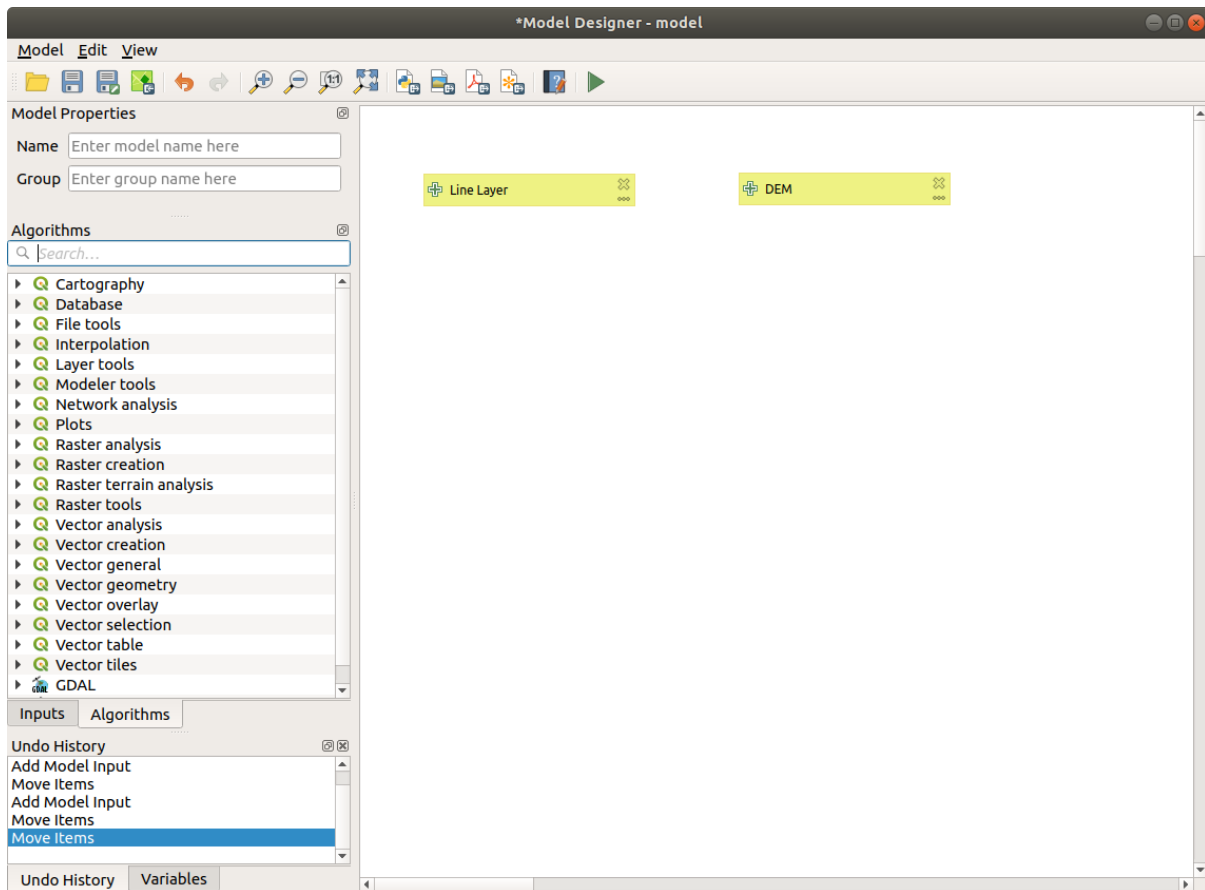 *Model Designer - model
Model Edit View
Model Properties
Name Enter model name here
Group Enter group name here
Algorithms
Search...
Cartography
Database
File tools
Interpolation
Layer tools
Modeler tools
Network analysis
Plots
Raster analysis
Raster creation
Raster terrain analysis
Raster tools
Vector analysis
Vector creation
Vector general
Vector geometry
Vector overlay
Vector selection
Vector table
Vector tiles
GDAL GDAL
Inputs Algorithms
Undo History
Add Model Input
Move Items
Add Model Input
Move Items
Move Items
Undo History Variables
1:1
Line Layer
DEM